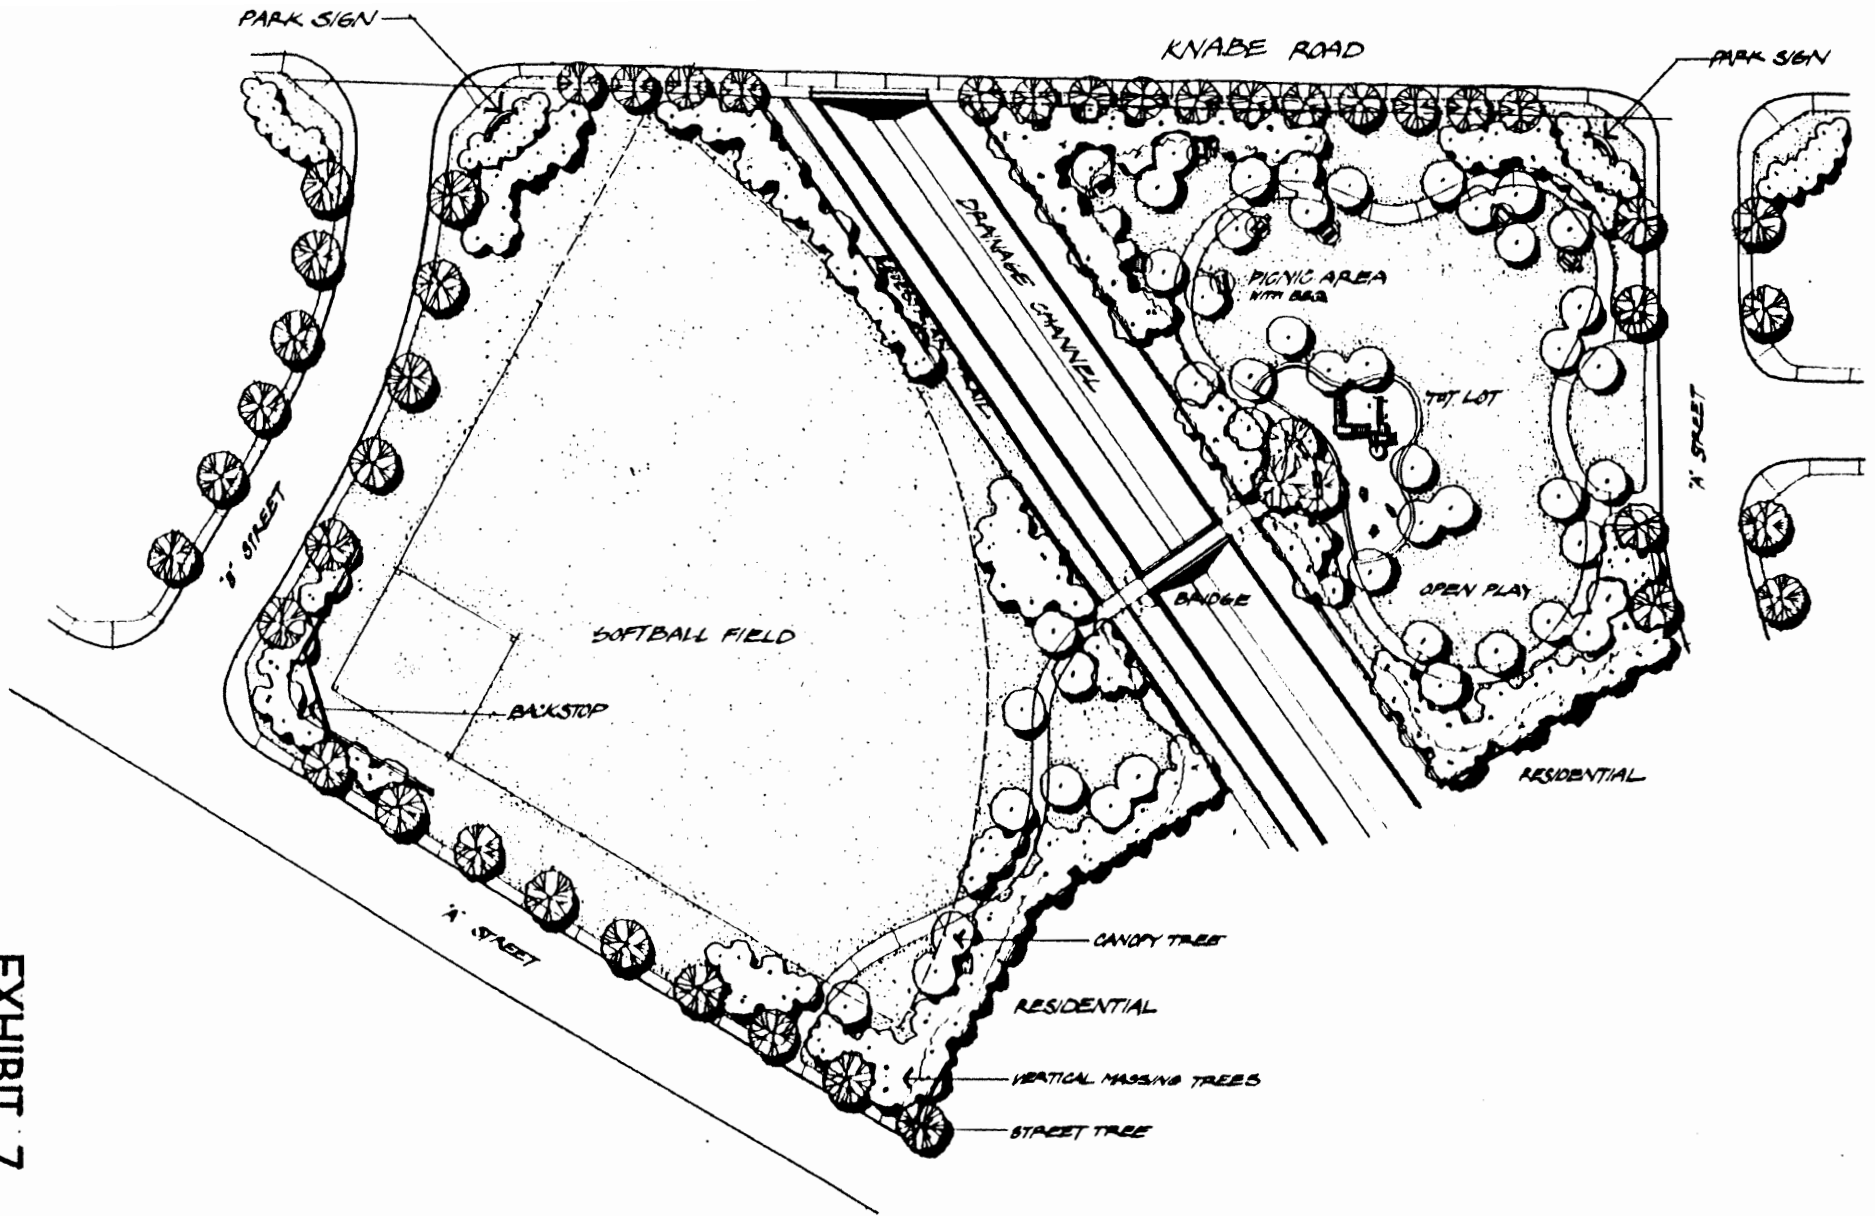 PARK SIGN
KNABE ROAD
PARK SIGN
DRAINAGE CHANNEL
PICNIC AREA
WITH BBQ
TOT LOT
'A' STREET
'B' STREET
BRIDGE
OPEN PLAY
SOFTBALL FIELD
BACKSTOP
RESIDENTIAL
'A' STREET
CANOPY TREE
RESIDENTIAL
VERTICAL MASSING TREES
STREET TREE
EXHIBIT 7